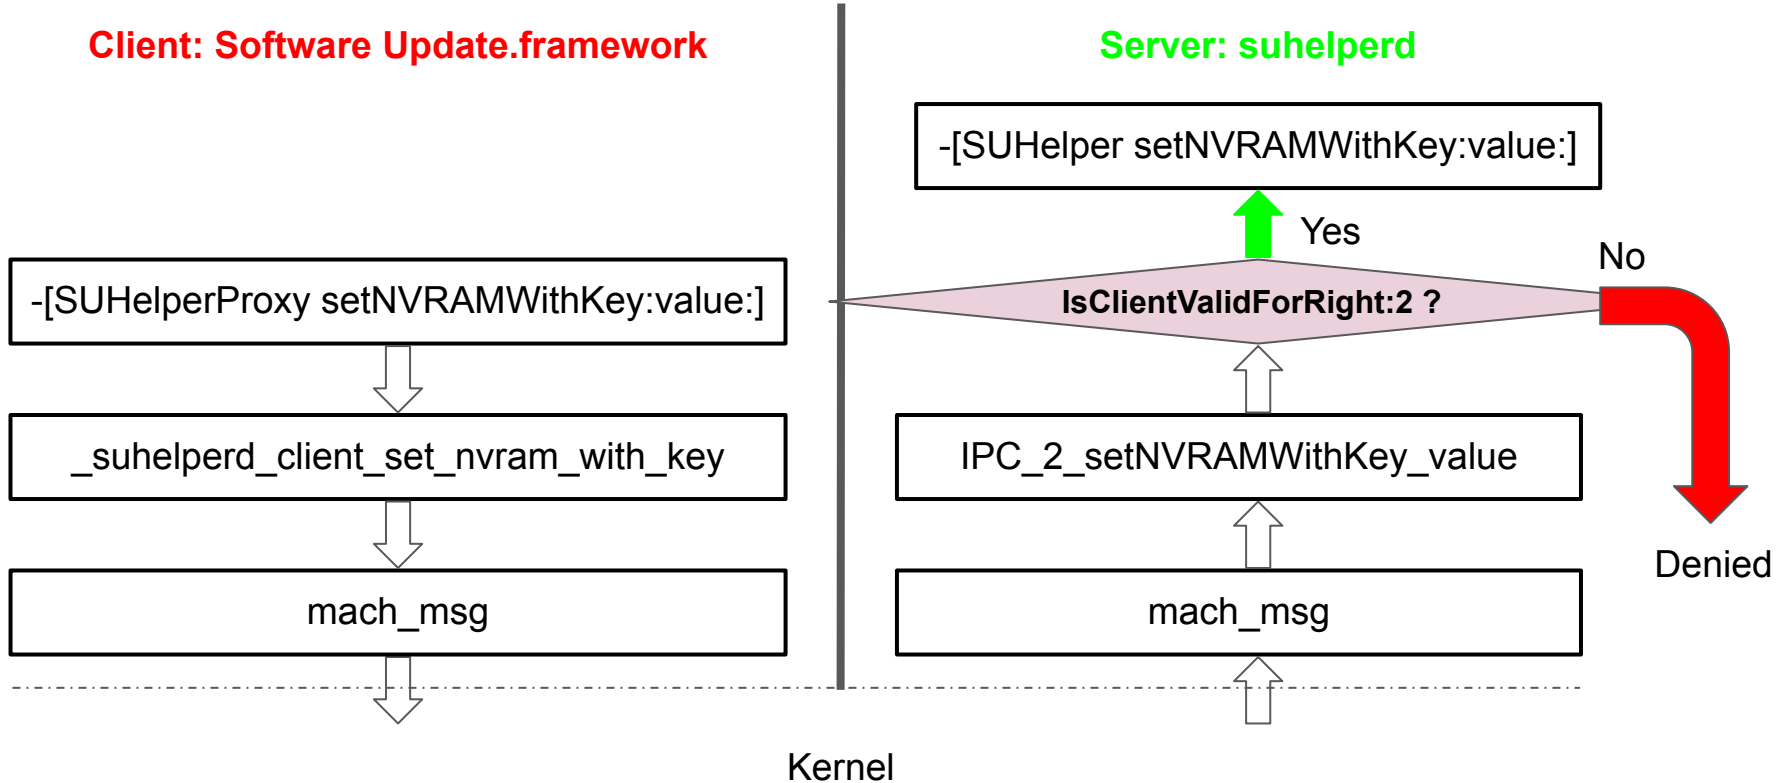 Client: Software Update.framework
-[SUHelperProxy setNVRAMWithKey:value:]
_suhelperd_client_set_nvram_with_key
mach_msg
Server: suhelperd
-[SUHelper setNVRAMWithKey:value:]
Yes
No
IsClientValidForRight:2 ?
IPC_2_setNVRAMWithKey_value
Denied
mach_msg
Kernel